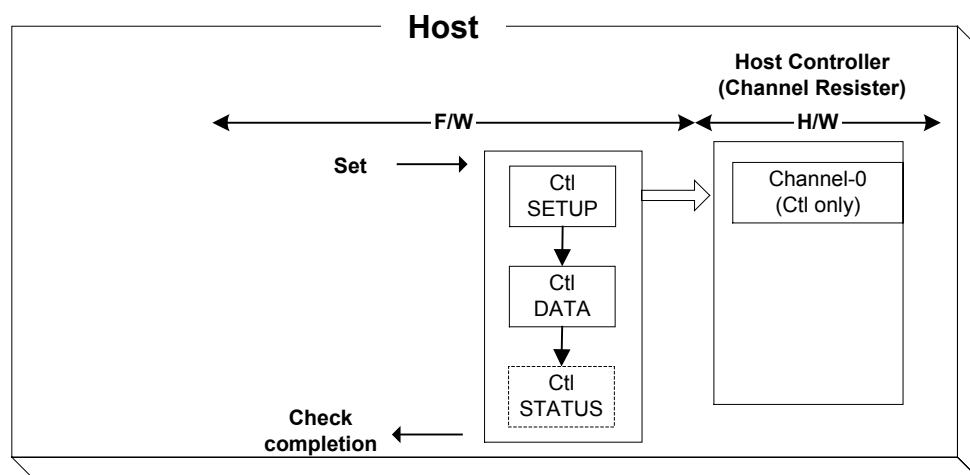 Host
Host Controller
(Channel Resister)
F/W
H/W
Set
Ctl
SETUP
Channel-0
(Ctl only)
Ctl
DATA
Ctl
STATUS
Check
completion